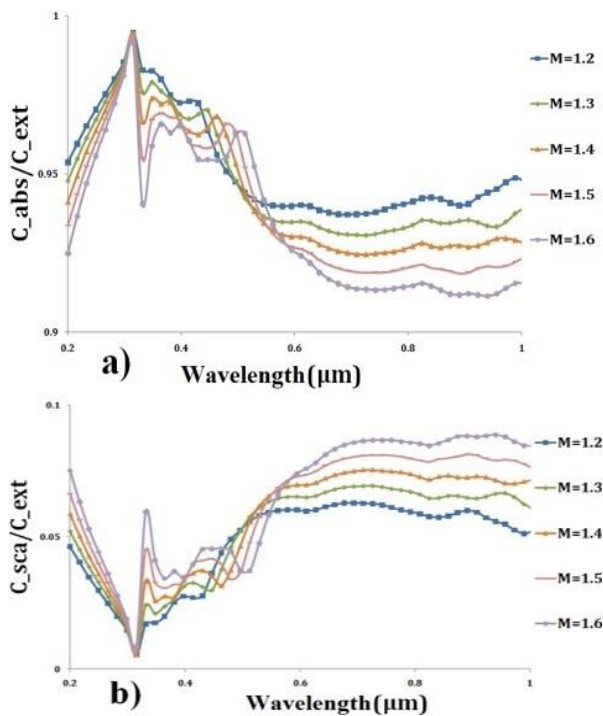 1
0.95
0.9
C_abs/C_ext
0.2
0.4
0.6
0.8
1
Wavelength(μm)
a)
M=1.2
M=1.3
M=1.4
M=1.5
M=1.6
0.1
0.05
0
C_sca/C_ext
0.2
0.4
0.6
0.8
1
Wavelength(μm)
b)
M=1.2
M=1.3
M=1.4
M=1.5
M=1.6